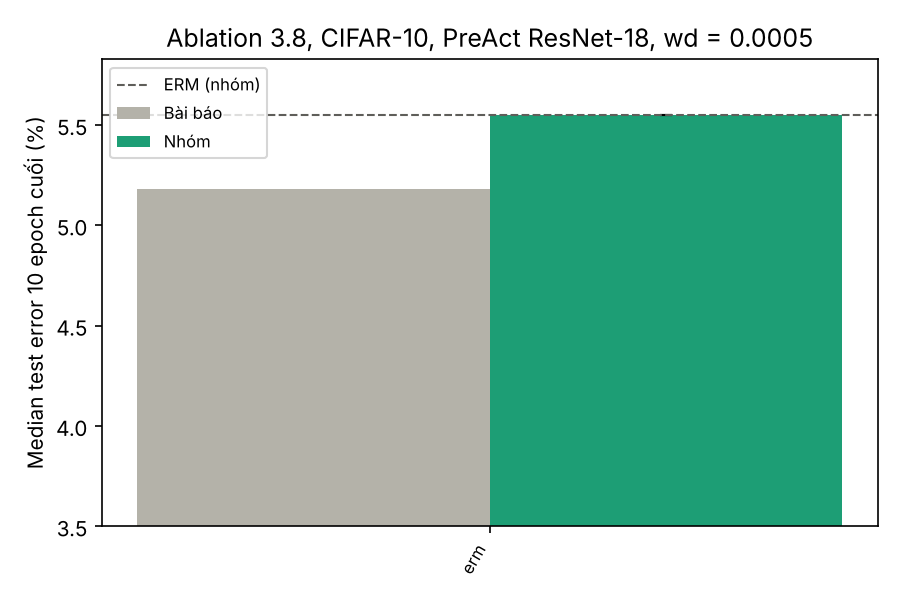 Ablation 3.8, CIFAR-10, PreAct ResNet-18, wd = 0.0005
ERM (nhóm)
Bài báo
Nhóm
Median test error 10 epoch cuối (%)
5.5
5.0
4.5
4.0
3.5
erm